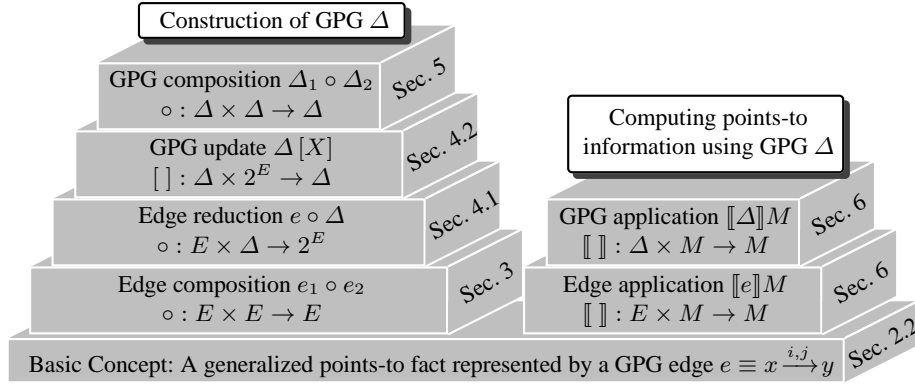 Construction of GPG Δ
GPG composition Δ₁ ∘ Δ₂
∘ : Δ × Δ → Δ
Sec. 5
GPG update Δ [X]
[ ] : Δ × 2ᴱ → Δ
Sec. 4.2
Edge reduction e ∘ Δ
∘ : E × Δ → 2ᴱ
Sec. 4.1
Edge composition e₁ ∘ e₂
∘ : E × E → E
Sec. 3
Computing points-to
information using GPG Δ
GPG application ⟦Δ⟧M
⟦ ⟧ : Δ × M → M
Sec. 6
Edge application ⟦e⟧M
⟦ ⟧ : E × M → M
Sec. 6
Basic Concept: A generalized points-to fact represented by a GPG edge e ≡ x —i,j→ y
Sec. 2.2